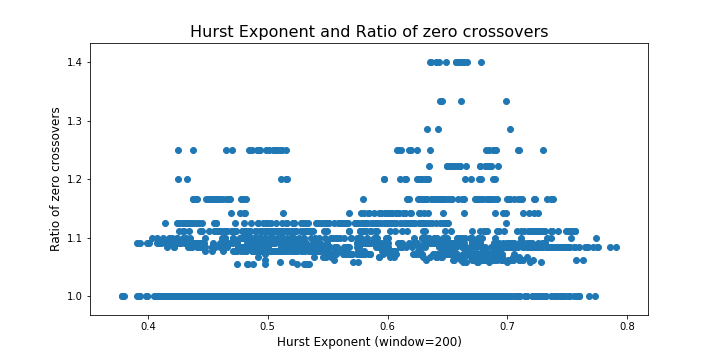 Hurst Exponent and Ratio of zero crossovers
1.4
1.3
1.2
1.1
1.0
Ratio of zero crossovers
0.4 0.5 0.6 0.7 0.8
Hurst Exponent (window=200)